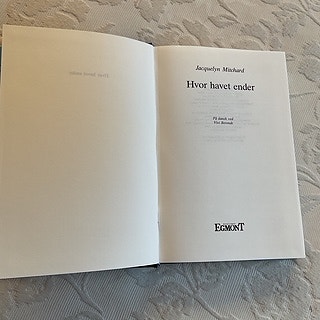 Jacquelyn Mitchard
Hvor havet ender
På dansk ved
EGMONT